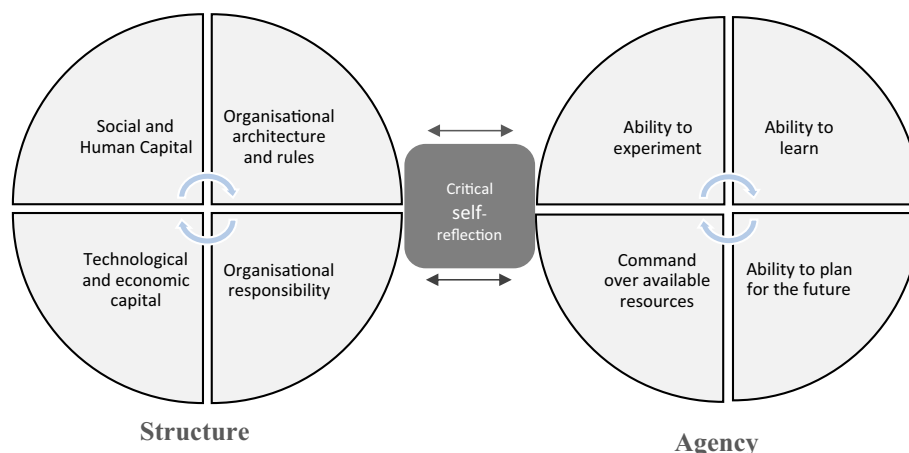 Social and
Human Capital
Organisational
architecture
and rules
Technological
and economic
capital
Organisational
responsibility
Critical
self-
reflection
Ability to
experiment
Ability to
learn
Command
over available
resources
Ability to plan
for the future
Structure
Agency